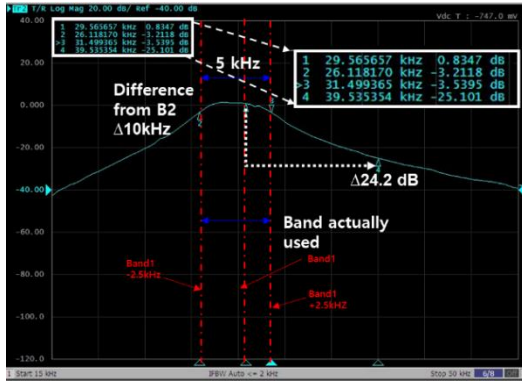 Tr2 T/R Log Mag 20.00 dB/ Ref -40.00 dB
Vdc T : -747.0 mV
40.00
1 29.565657 kHz 0.8347 dB
2 26.118170 kHz -3.2118 dB
>3 31.499365 kHz -3.5395 dB
4 39.535354 kHz -25.101 dB
1 29.565657 kHz 0.8347 dB
2 26.118170 kHz -3.2118 dB
>3 31.499365 kHz -3.5395 dB
4 39.535354 kHz -25.101 dB
20.00
5 kHz
Difference
from B2
Δ10kHz
0.000
-20.00
Δ24.2 dB
-40.00
Band actually
used
20.00
-60.00
Band1
-2.5kHz
Band1
-80.00
Band1
+2.5kHZ
-100.0
-120.0
1 Start 15 kHz
IFBW Auto <= 2 kHz
Stop 50 kHz